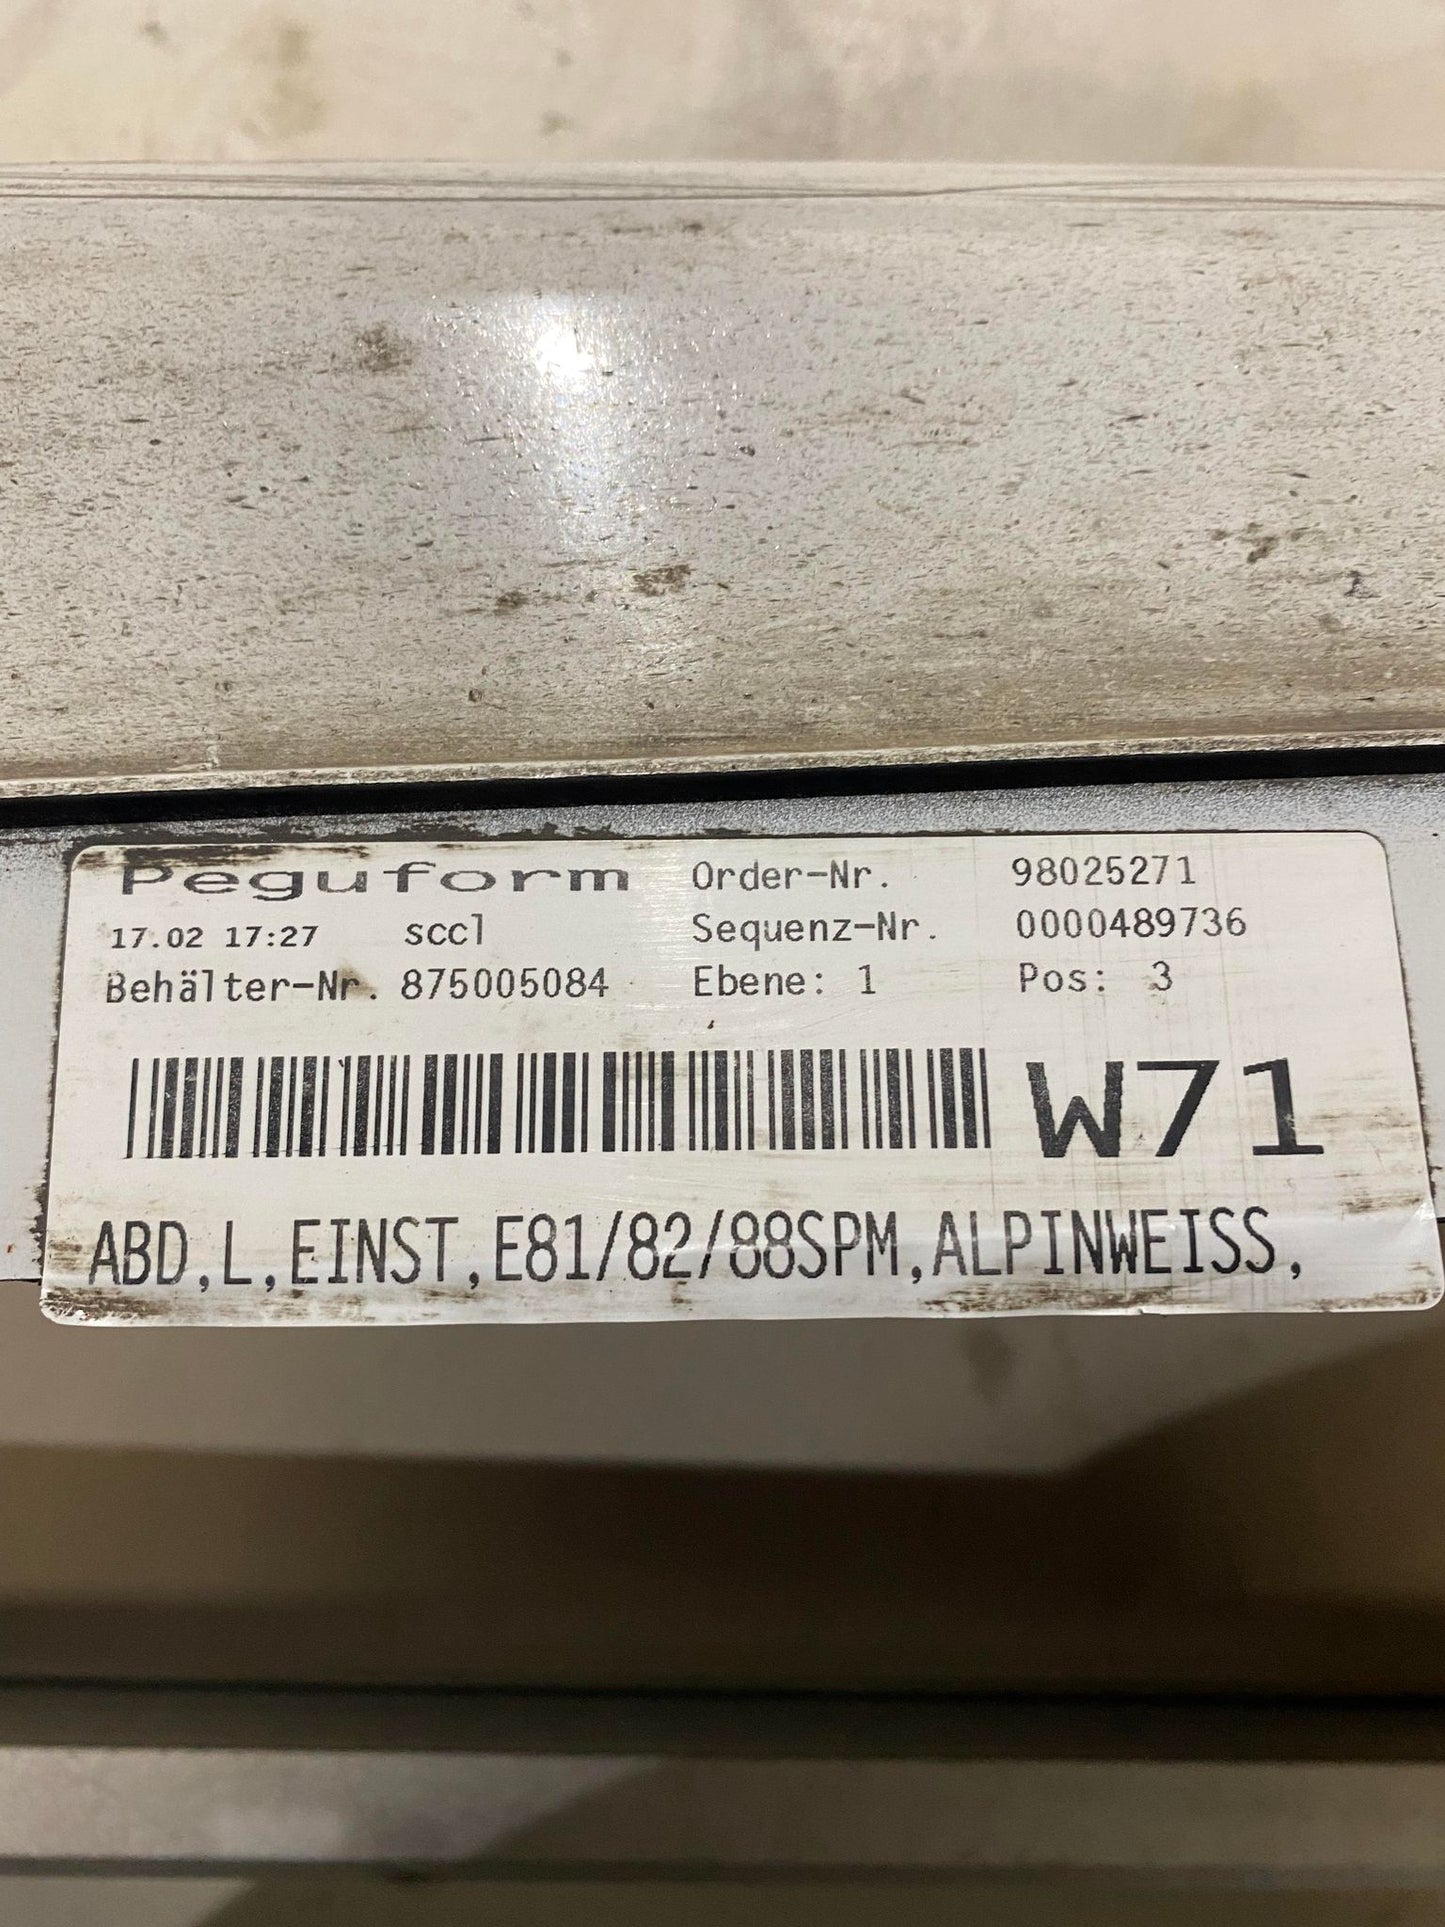 Peguform Order-Nr. 98025271
17.02 17:27 sccl Sequenz-Nr. 0000489736
Behälter-Nr. 875005084 Ebene: 1 Pos: 3
W71
ABD,L,EINST,E81/82/88SPM,ALPINWEISS,